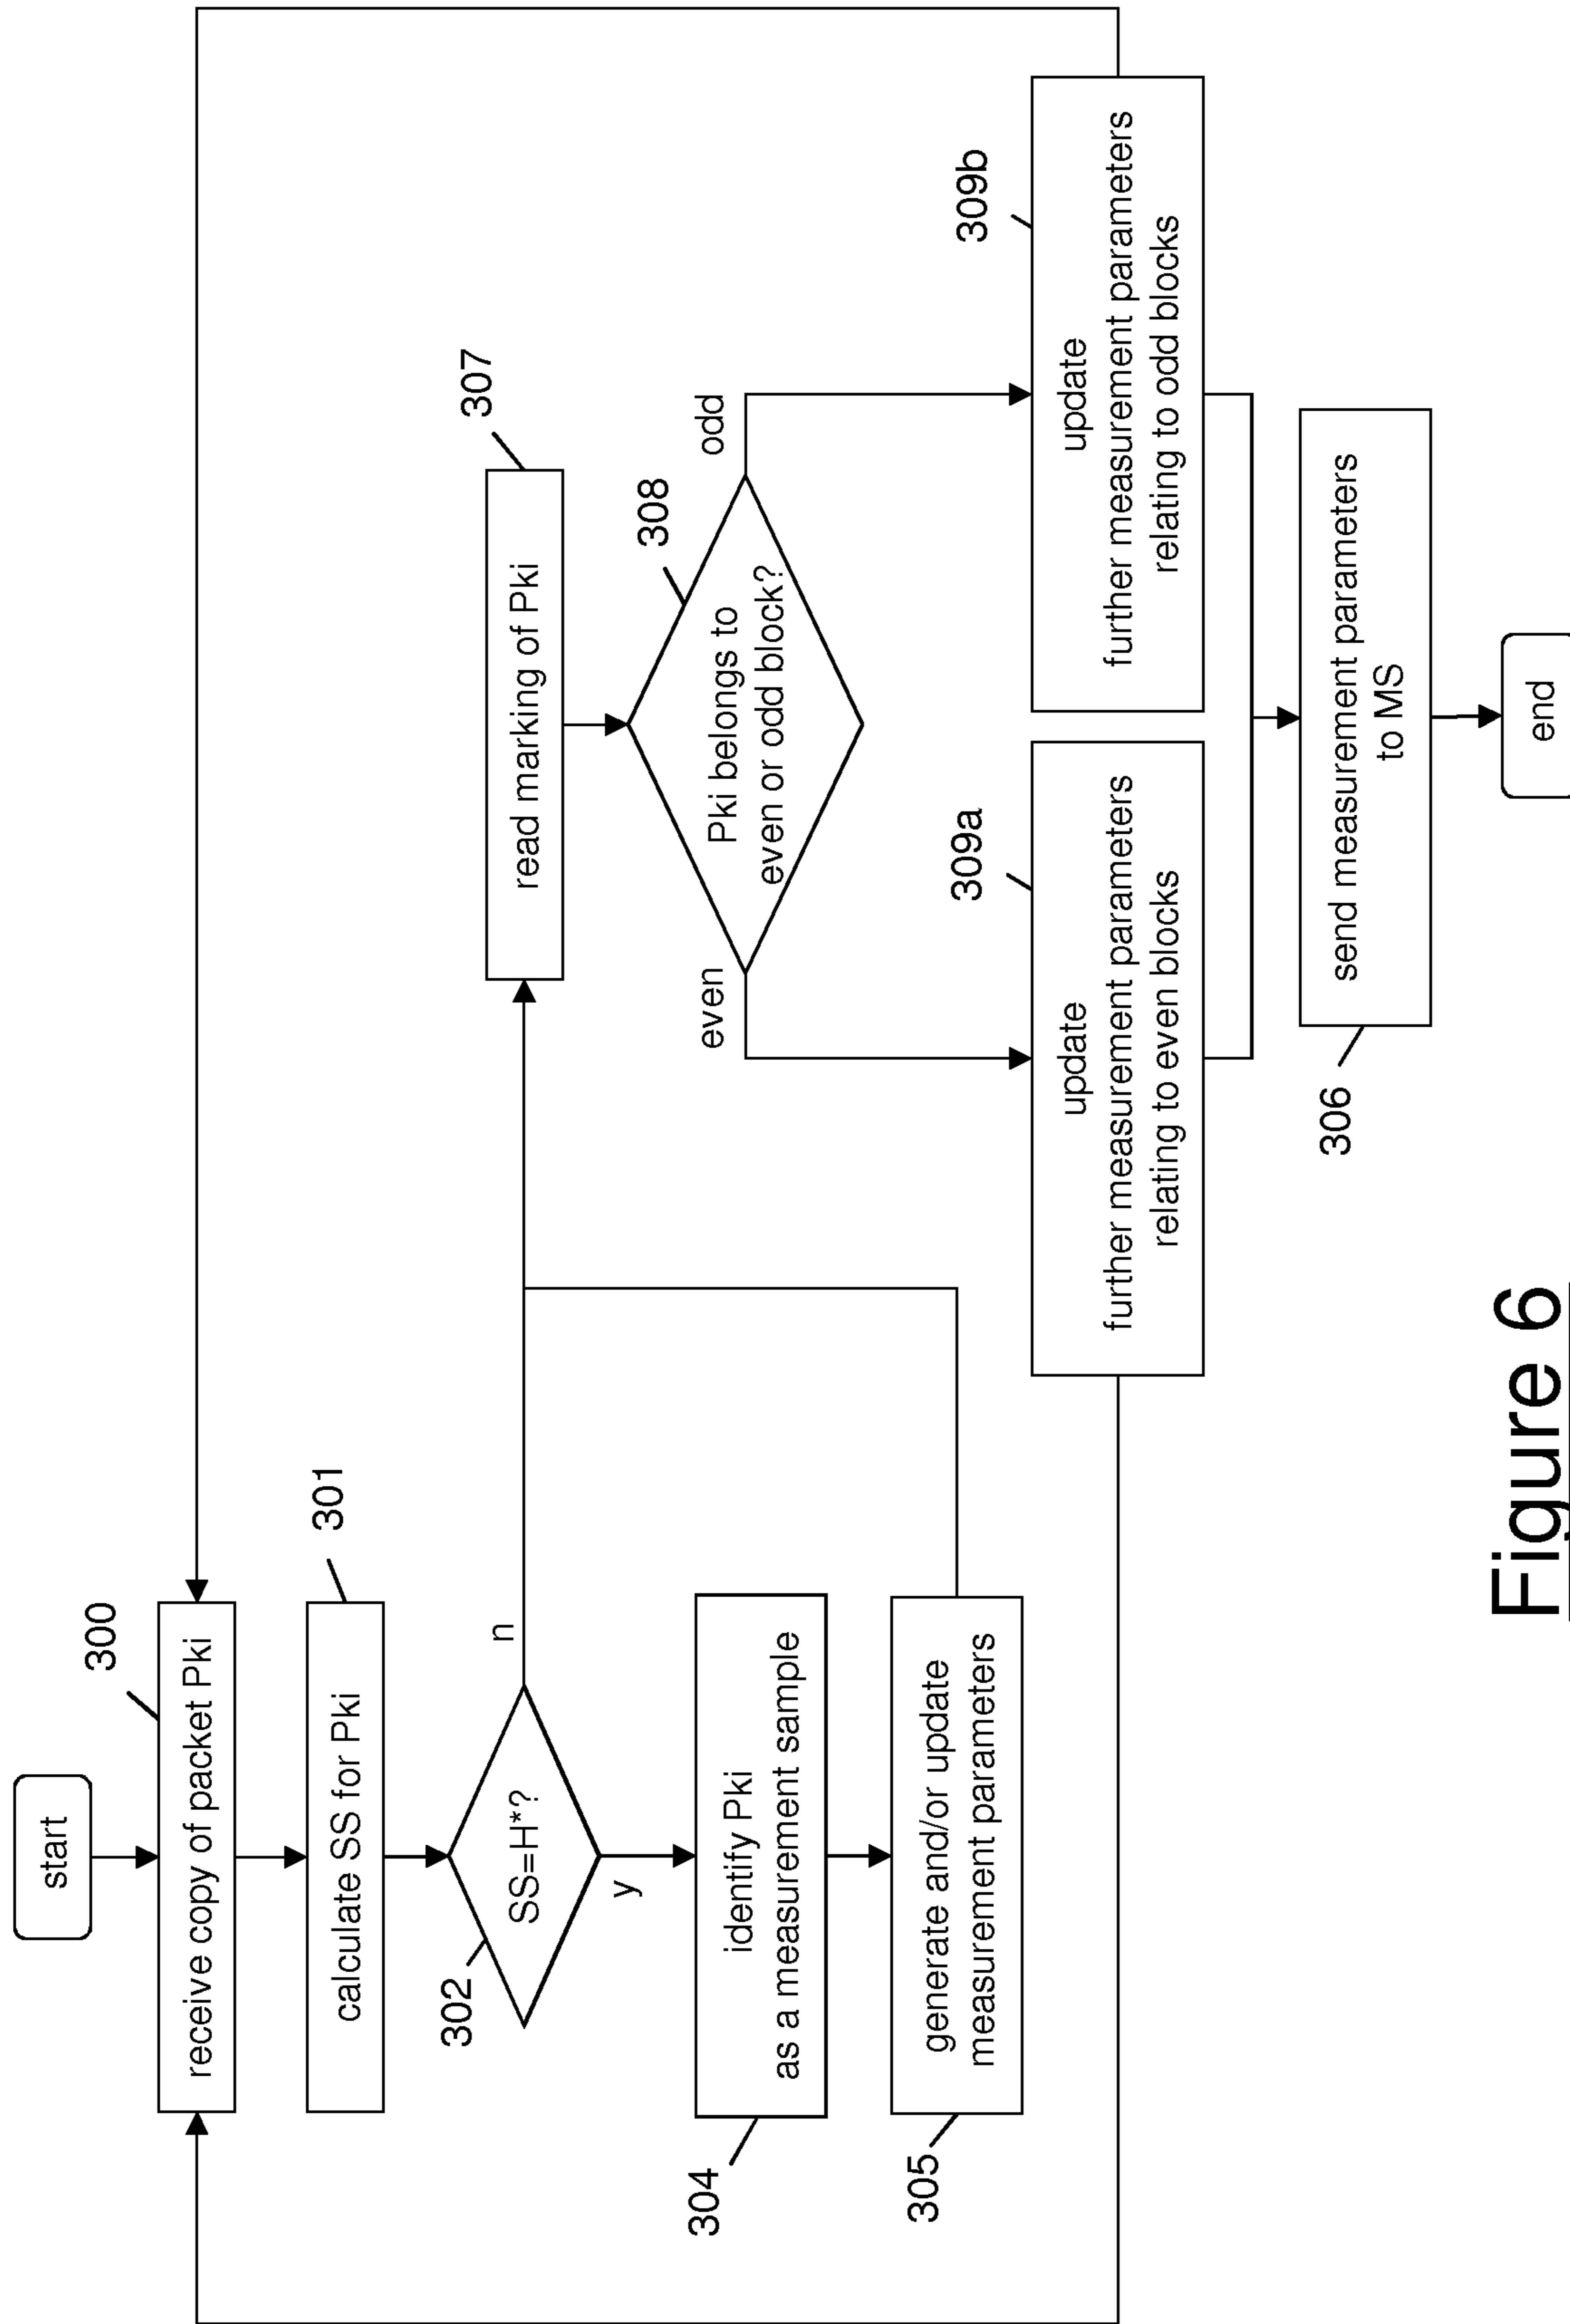 start
300
receive copy of packet Pki
301
calculate SS for Pki
302
SS=H*?
n
y
304
identify Pki
as a measurement sample
305
generate and/or update
measurement parameters
307
read marking of Pki
308
Pki belongs to
even or odd block?
even
odd
309a
update
further measurement parameters
relating to even blocks
309b
update
further measurement parameters
relating to odd blocks
306
send measurement parameters
to MS
end
Figure 6